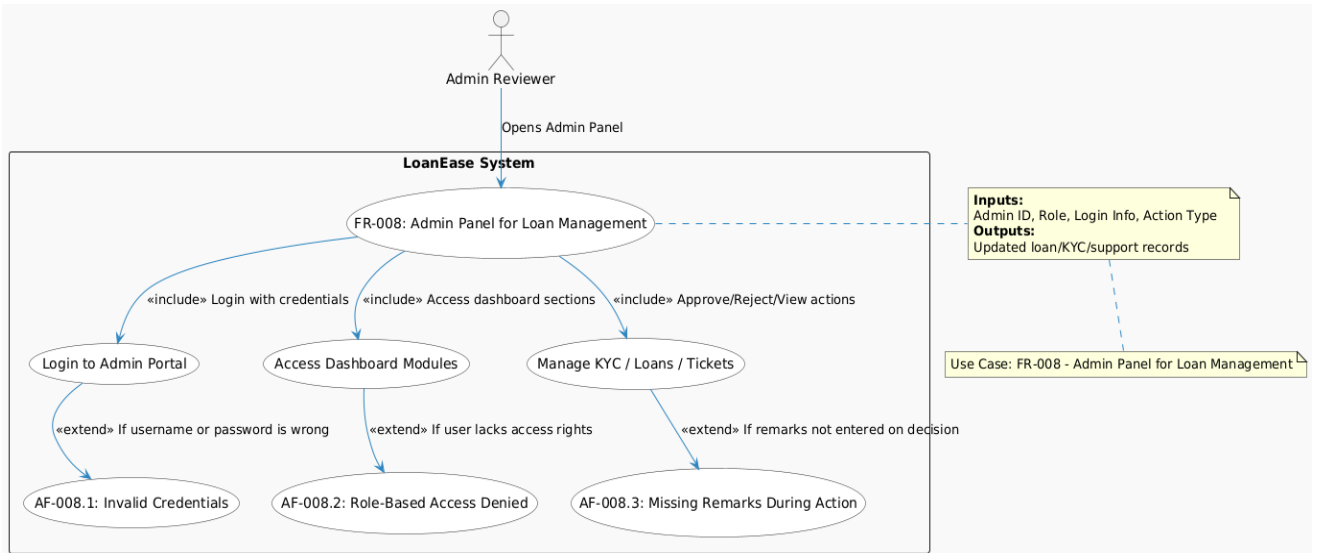 Admin Reviewer
Opens Admin Panel
LoanEase System
FR-008: Admin Panel for Loan Management
Inputs:
Admin ID, Role, Login Info, Action Type
Outputs:
Updated loan/KYC/support records
«include» Login with credentials
«include» Access dashboard sections
«include» Approve/Reject/View actions
Login to Admin Portal
Access Dashboard Modules
Manage KYC / Loans / Tickets
Use Case: FR-008 - Admin Panel for Loan Management
«extend» If username or password is wrong
«extend» If user lacks access rights
«extend» If remarks not entered on decision
AF-008.1: Invalid Credentials
AF-008.2: Role-Based Access Denied
AF-008.3: Missing Remarks During Action